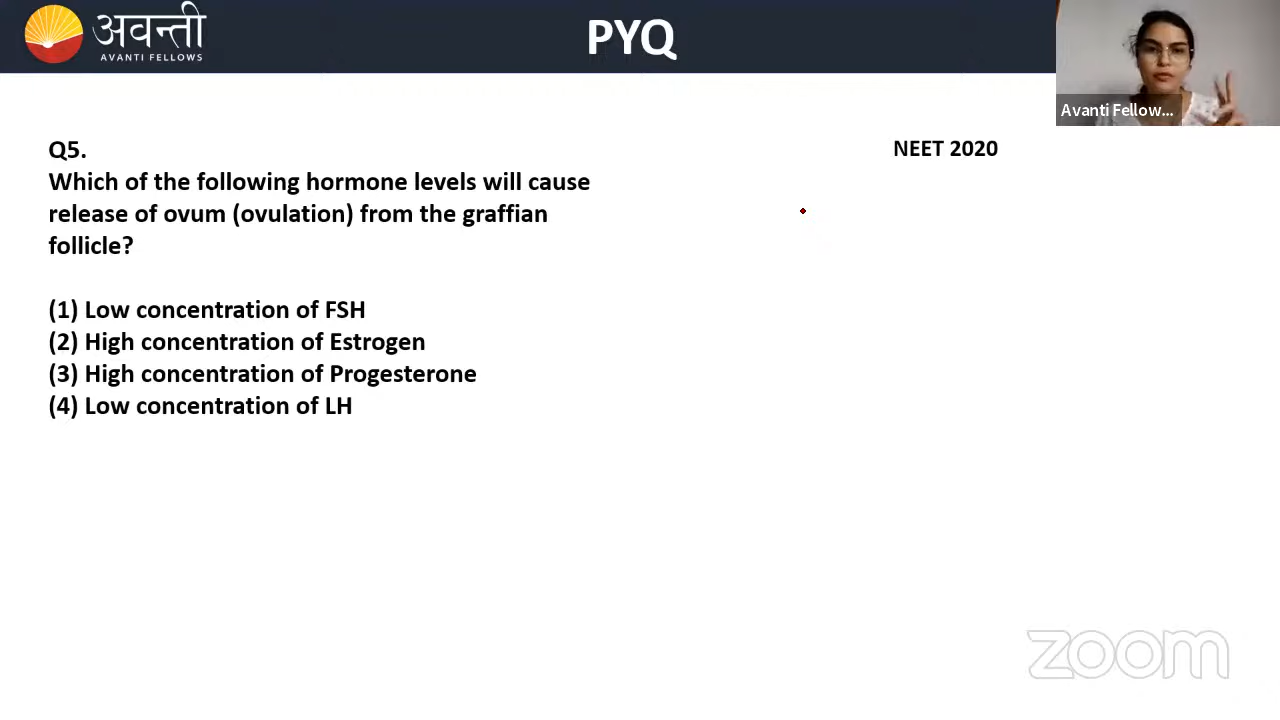 अवन्ती
AVANTI FELLOWS
PYQ
Avanti Fellow...
Q5.
NEET 2020
Which of the following hormone levels will cause
release of ovum (ovulation) from the graffian
follicle?
(1) Low concentration of FSH
(2) High concentration of Estrogen
(3) High concentration of Progesterone
(4) Low concentration of LH
zoom